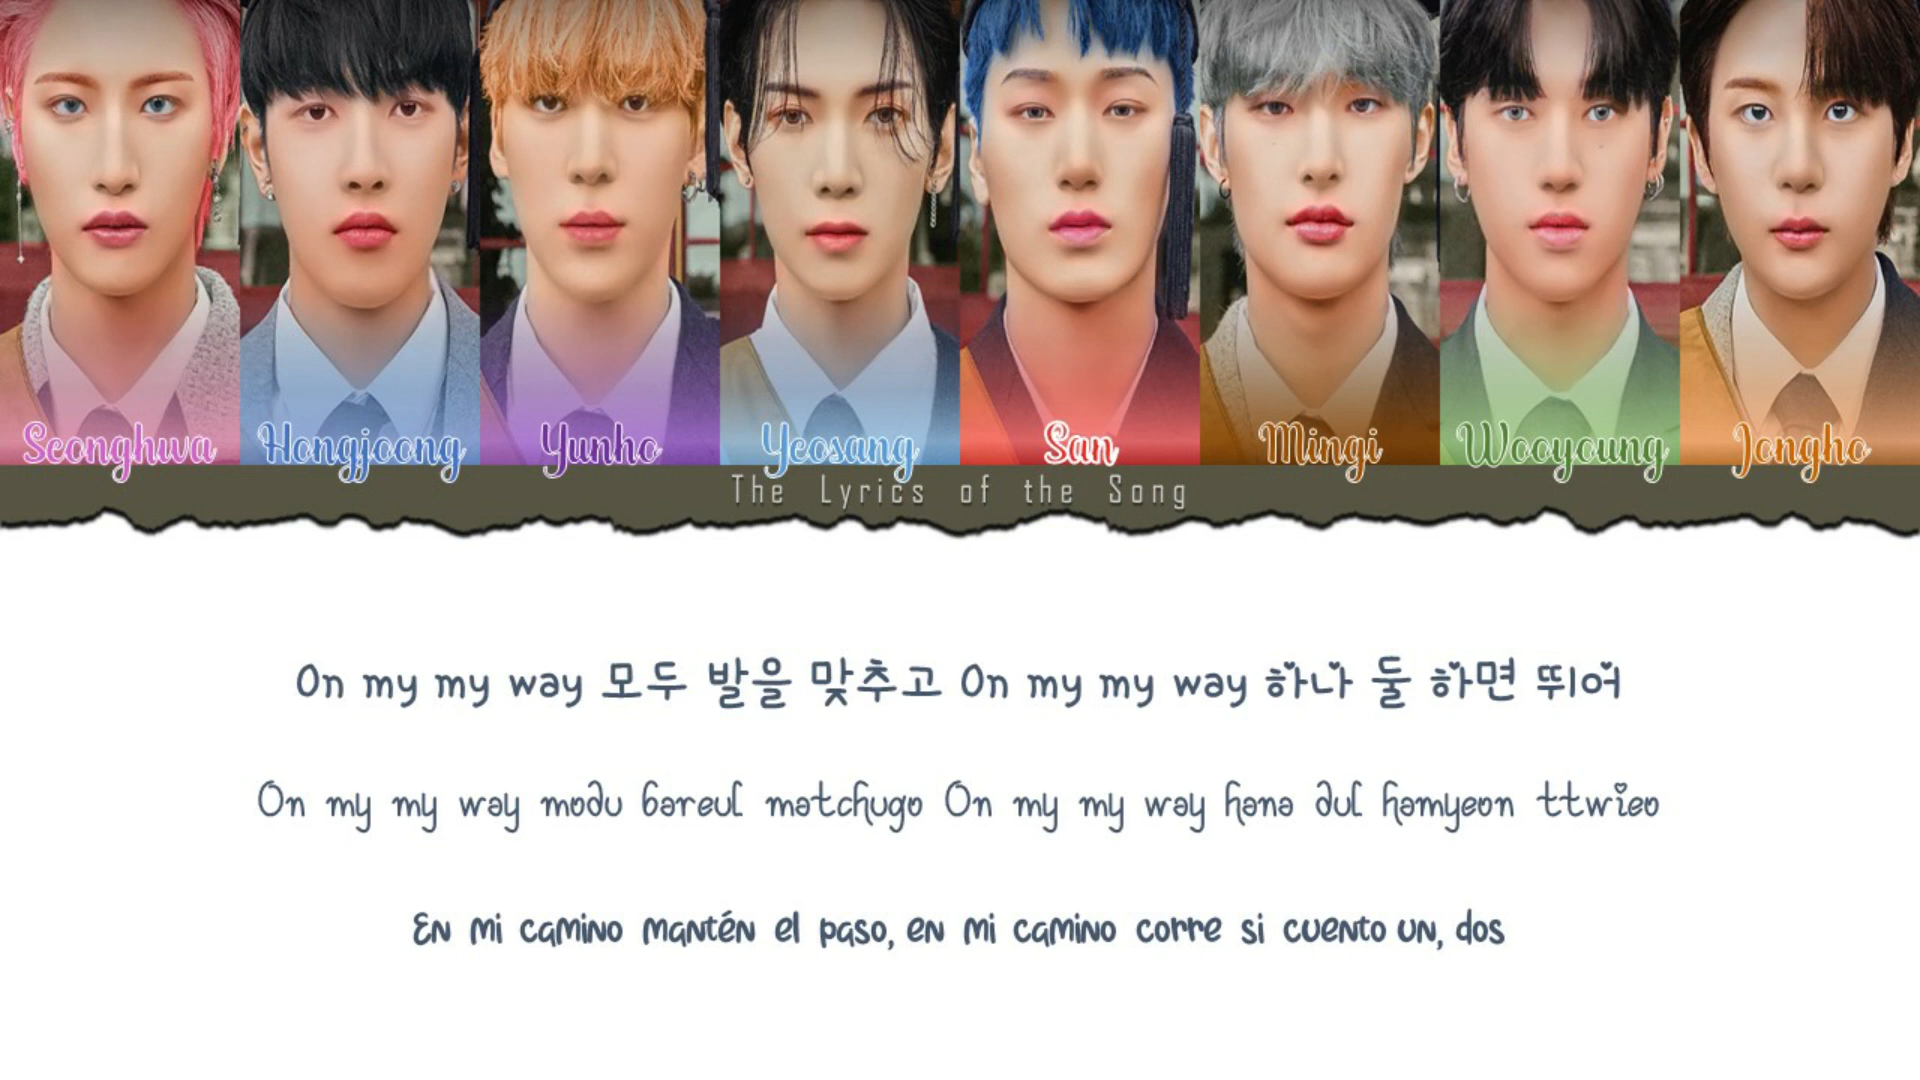 Seonghwa Hongjoong Yunho Yeosang San Mingi Wooyoung Jongho
The Lyrics of the Song
On my my way 모두 발을 맞추고 On my my way 하나 둘 하면 뛰어
On my my way modu bareul matchugo On my my way hana dul hamyeon ttwieo
En mi camino mantén el paso, en mi camino corre si cuento un, dos